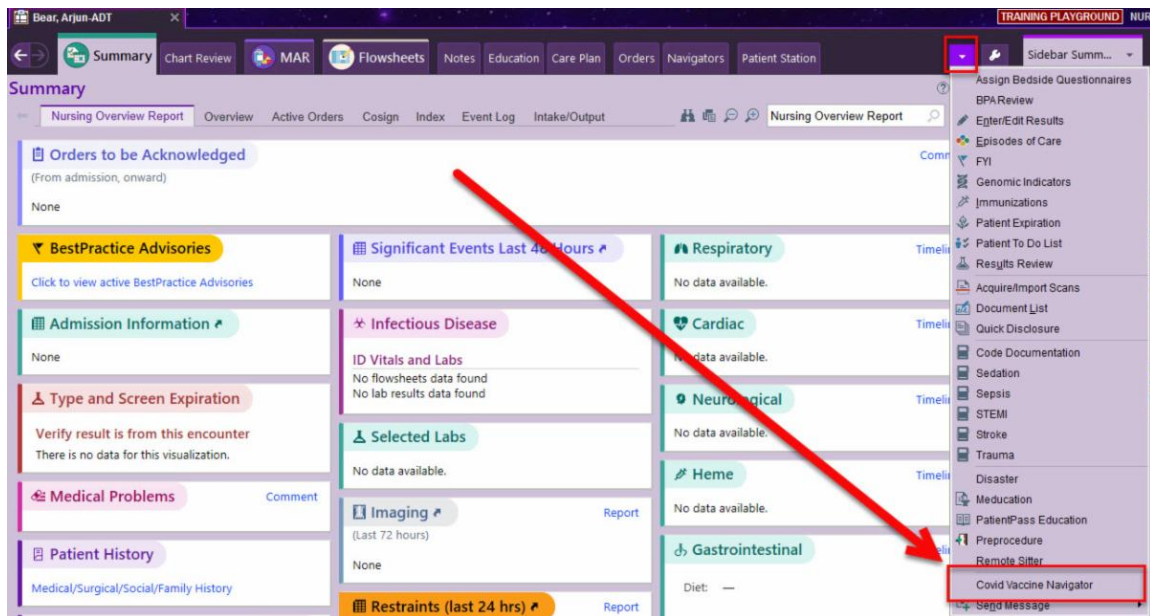 Bear, Arjun-ADT
TRAINING PLAYGROUND NUR
Summary Chart Review MAR Flowsheets Notes Education Care Plan Orders Navigators Patient Station Sidebar Summ...
Summary
Nursing Overview Report Overview Active Orders Cosign Index Event Log Intake/Output Nursing Overview Report
Orders to be Acknowledged
(From admission, onward)
None
BestPractice Advisories
Click to view active BestPractice Advisories
Admission Information
None
Type and Screen Expiration
Verify result is from this encounter
There is no data for this visualization.
Medical Problems Comment
Patient History
Medical/Surgical/Social/Family History
Significant Events Last 48 Hours
None
Infectious Disease
ID Vitals and Labs
No flowsheets data found
No lab results data found
Selected Labs
No data available.
Imaging Report
(Last 72 hours)
None
Restraints (last 24 hrs) Report
Comm
Respiratory Timelin
No data available.
Cardiac Timelin
No data available.
Neurological Timelin
No data available.
Heme Timelin
No data available.
Gastrointestinal
Diet: —
Assign Bedside Questionnaires
BPA Review
Enter/Edit Results
Episodes of Care
FYI
Genomic Indicators
Immunizations
Patient Expiration
Patient To Do List
Results Review
Acquire/Import Scans
Document List
Quick Disclosure
Code Documentation
Sedation
Sepsis
STEMI
Stroke
Trauma
Disaster
Meducation
PatientPass Education
Preprocedure
Remote Sitter
Covid Vaccine Navigator
Send Message